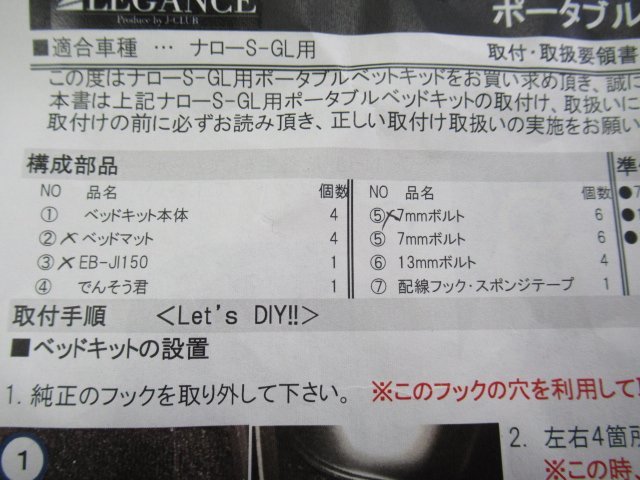 ELEGANCE
Produce by J-CLUB
ポータブル
■適合車種 … ナローS-GL用
取付・取扱要領書
この度はナローS-GL用ポータブルベットキッドをお買い求め頂き、誠に
本書は上記ナローS-GL用ポータブルベッドキットの取付け、取扱いに
取付けの前に必ずお読み頂き、正しい取付け取扱いの実施をお願い
構成部品
NO 品名 個数
① ベッドキット本体 4
②× ベッドマット 4
③× EB-JI150 1
④ でんそう君 1
NO 品名 個数
⑤×7mmボルト 6
⑤ 7mmボルト 6
⑥ 13mmボルト 4
⑦ 配線フック・スポンジテープ 1
準
●7
●
●
取付手順 <Let's DIY!!>
■ベッドキットの設置
1. 純正のフックを取り外して下さい。 ※このフックの穴を利用して
1
2. 左右4箇所
※この時、